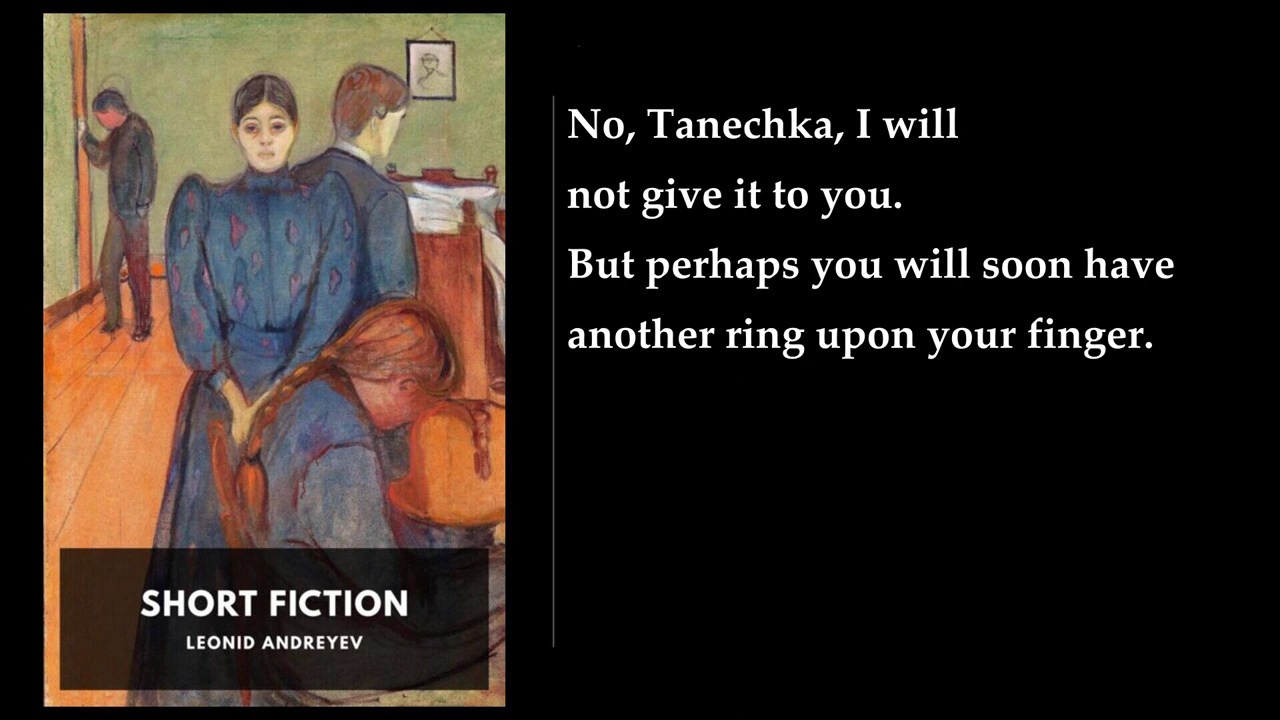 No, Tanechka, I will
not give it to you.
But perhaps you will soon have
another ring upon your finger.
SHORT FICTION
LEONID ANDREYEV